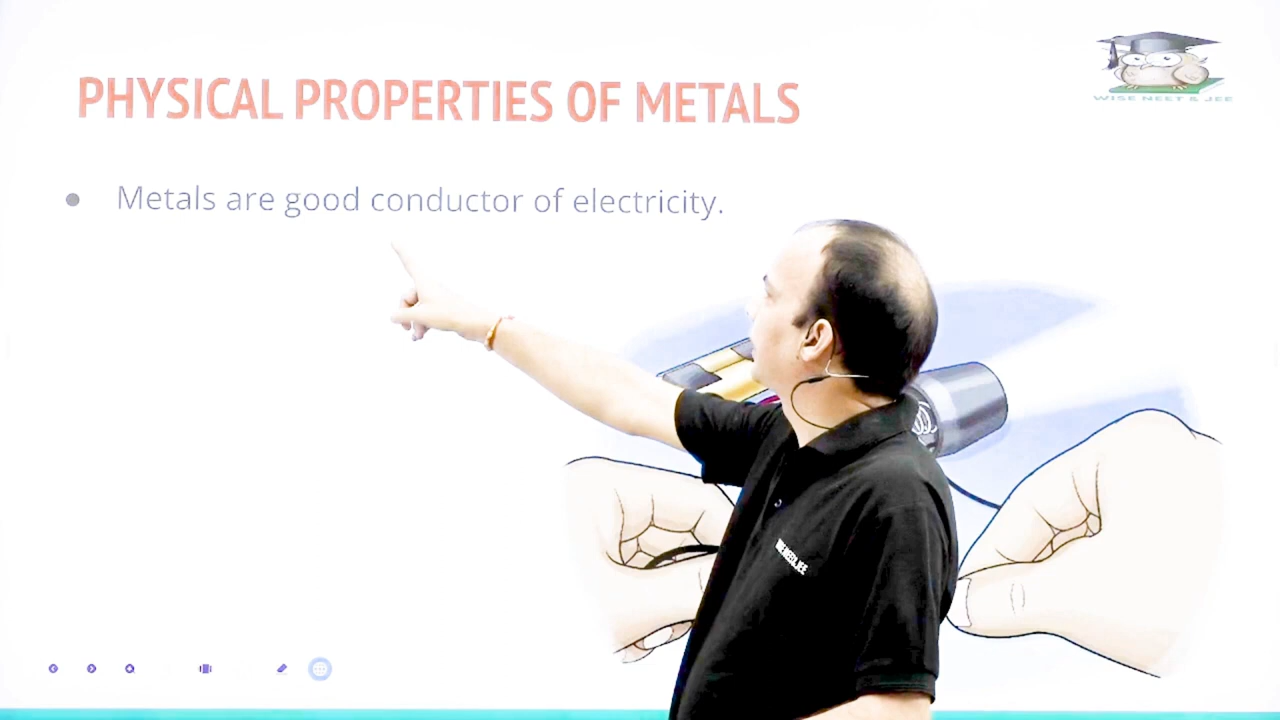 WISE NEET & JEE
PHYSICAL PROPERTIES OF METALS
Metals are good conductor of electricity.